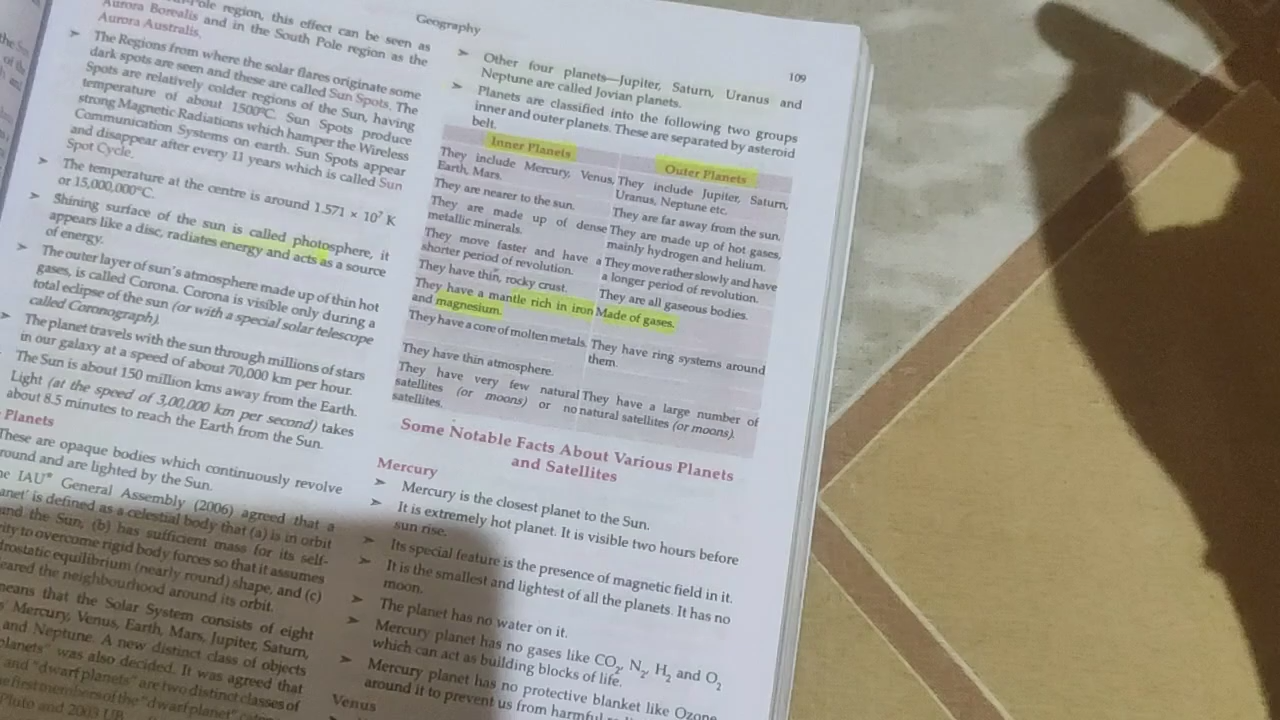 Geography
109
Pole region, this effect can be seen as
Aurora Borealis and in the South Pole region as the
Aurora Australis.
➤ The Regions from where the solar flares originate some
dark spots are seen and these are called Sun Spots. The
Spots are relatively colder regions of the Sun, having
temperature of about 1500°C. Sun Spots produce
strong Magnetic Radiations which hamper the Wireless
Communication Systems on earth. Sun Spots appear
and disappear after every 11 years which is called Sun
Spot Cycle.
➤ The temperature at the centre is around 1.571 × 10⁷ K
or 15,000,000°C.
➤ Shining surface of the sun is called photosphere, it
appears like a disc, radiates energy and acts as a source
of energy.
➤ The outer layer of sun's atmosphere made up of thin hot
gases, is called Corona. Corona is visible only during a
total eclipse of the sun (or with a special solar telescope
called Coronograph).
➤ The planet travels with the sun through millions of stars
in our galaxy at a speed of about 70,000 km per hour.
The Sun is about 150 million kms away from the Earth.
Light (at the speed of 3,00,000 km per second) takes
about 8.5 minutes to reach the Earth from the Sun.
Planets
These are opaque bodies which continuously revolve
round and are lighted by the Sun.
IAU* General Assembly (2006) agreed that a
is defined as a celestial body that (a) is in orbit
the Sun, (b) has sufficient mass for its self-
to overcome rigid body forces so that it assumes
equilibrium (nearly round) shape, and (c)
the neighbourhood around its orbit.
means that the Solar System consists of eight
Mercury, Venus, Earth, Mars, Jupiter, Saturn,
and Neptune. A new distinct class of objects
planets" was also decided. It was agreed that
and "dwarf planets" are two distinct classes of
first members of the "dwarf planet"
Pluto and 2003 UB
➤ Other four planets—Jupiter, Saturn, Uranus and
Neptune are called Jovian planets.
➤ Planets are classified into the following two groups
inner and outer planets. These are separated by asteroid
belt.
Inner Planets
They include Mercury, Venus,
Earth, Mars.
They are nearer to the sun.
They are made up of dense
metallic minerals.
They move faster and have a
shorter period of revolution.
They have thin, rocky crust.
They have a mantle rich in iron
and magnesium.
They have a core of molten metals.
They have thin atmosphere.
They have very few natural
satellites (or moons) or no
satellites.
Outer Planets
They include Jupiter, Saturn,
Uranus, Neptune etc.
They are far away from the sun.
They are made up of hot gases,
mainly hydrogen and helium.
They move rather slowly and have
a longer period of revolution.
They are all gaseous bodies.
Made of gases.
They have ring systems around
them.
They have a large number of
natural satellites (or moons).
Some Notable Facts About Various Planets
and Satellites
Mercury
➤ Mercury is the closest planet to the Sun.
➤ It is extremely hot planet. It is visible two hours before
sun rise.
➤ Its special feature is the presence of magnetic field in it.
➤ It is the smallest and lightest of all the planets. It has no
moon.
➤ The planet has no water on it.
➤ Mercury planet has no gases like CO₂, N₂, H₂ and O₂
which can act as building blocks of life.
➤ Mercury planet has no protective blanket like Ozone
around it to prevent us from harmful
Venus